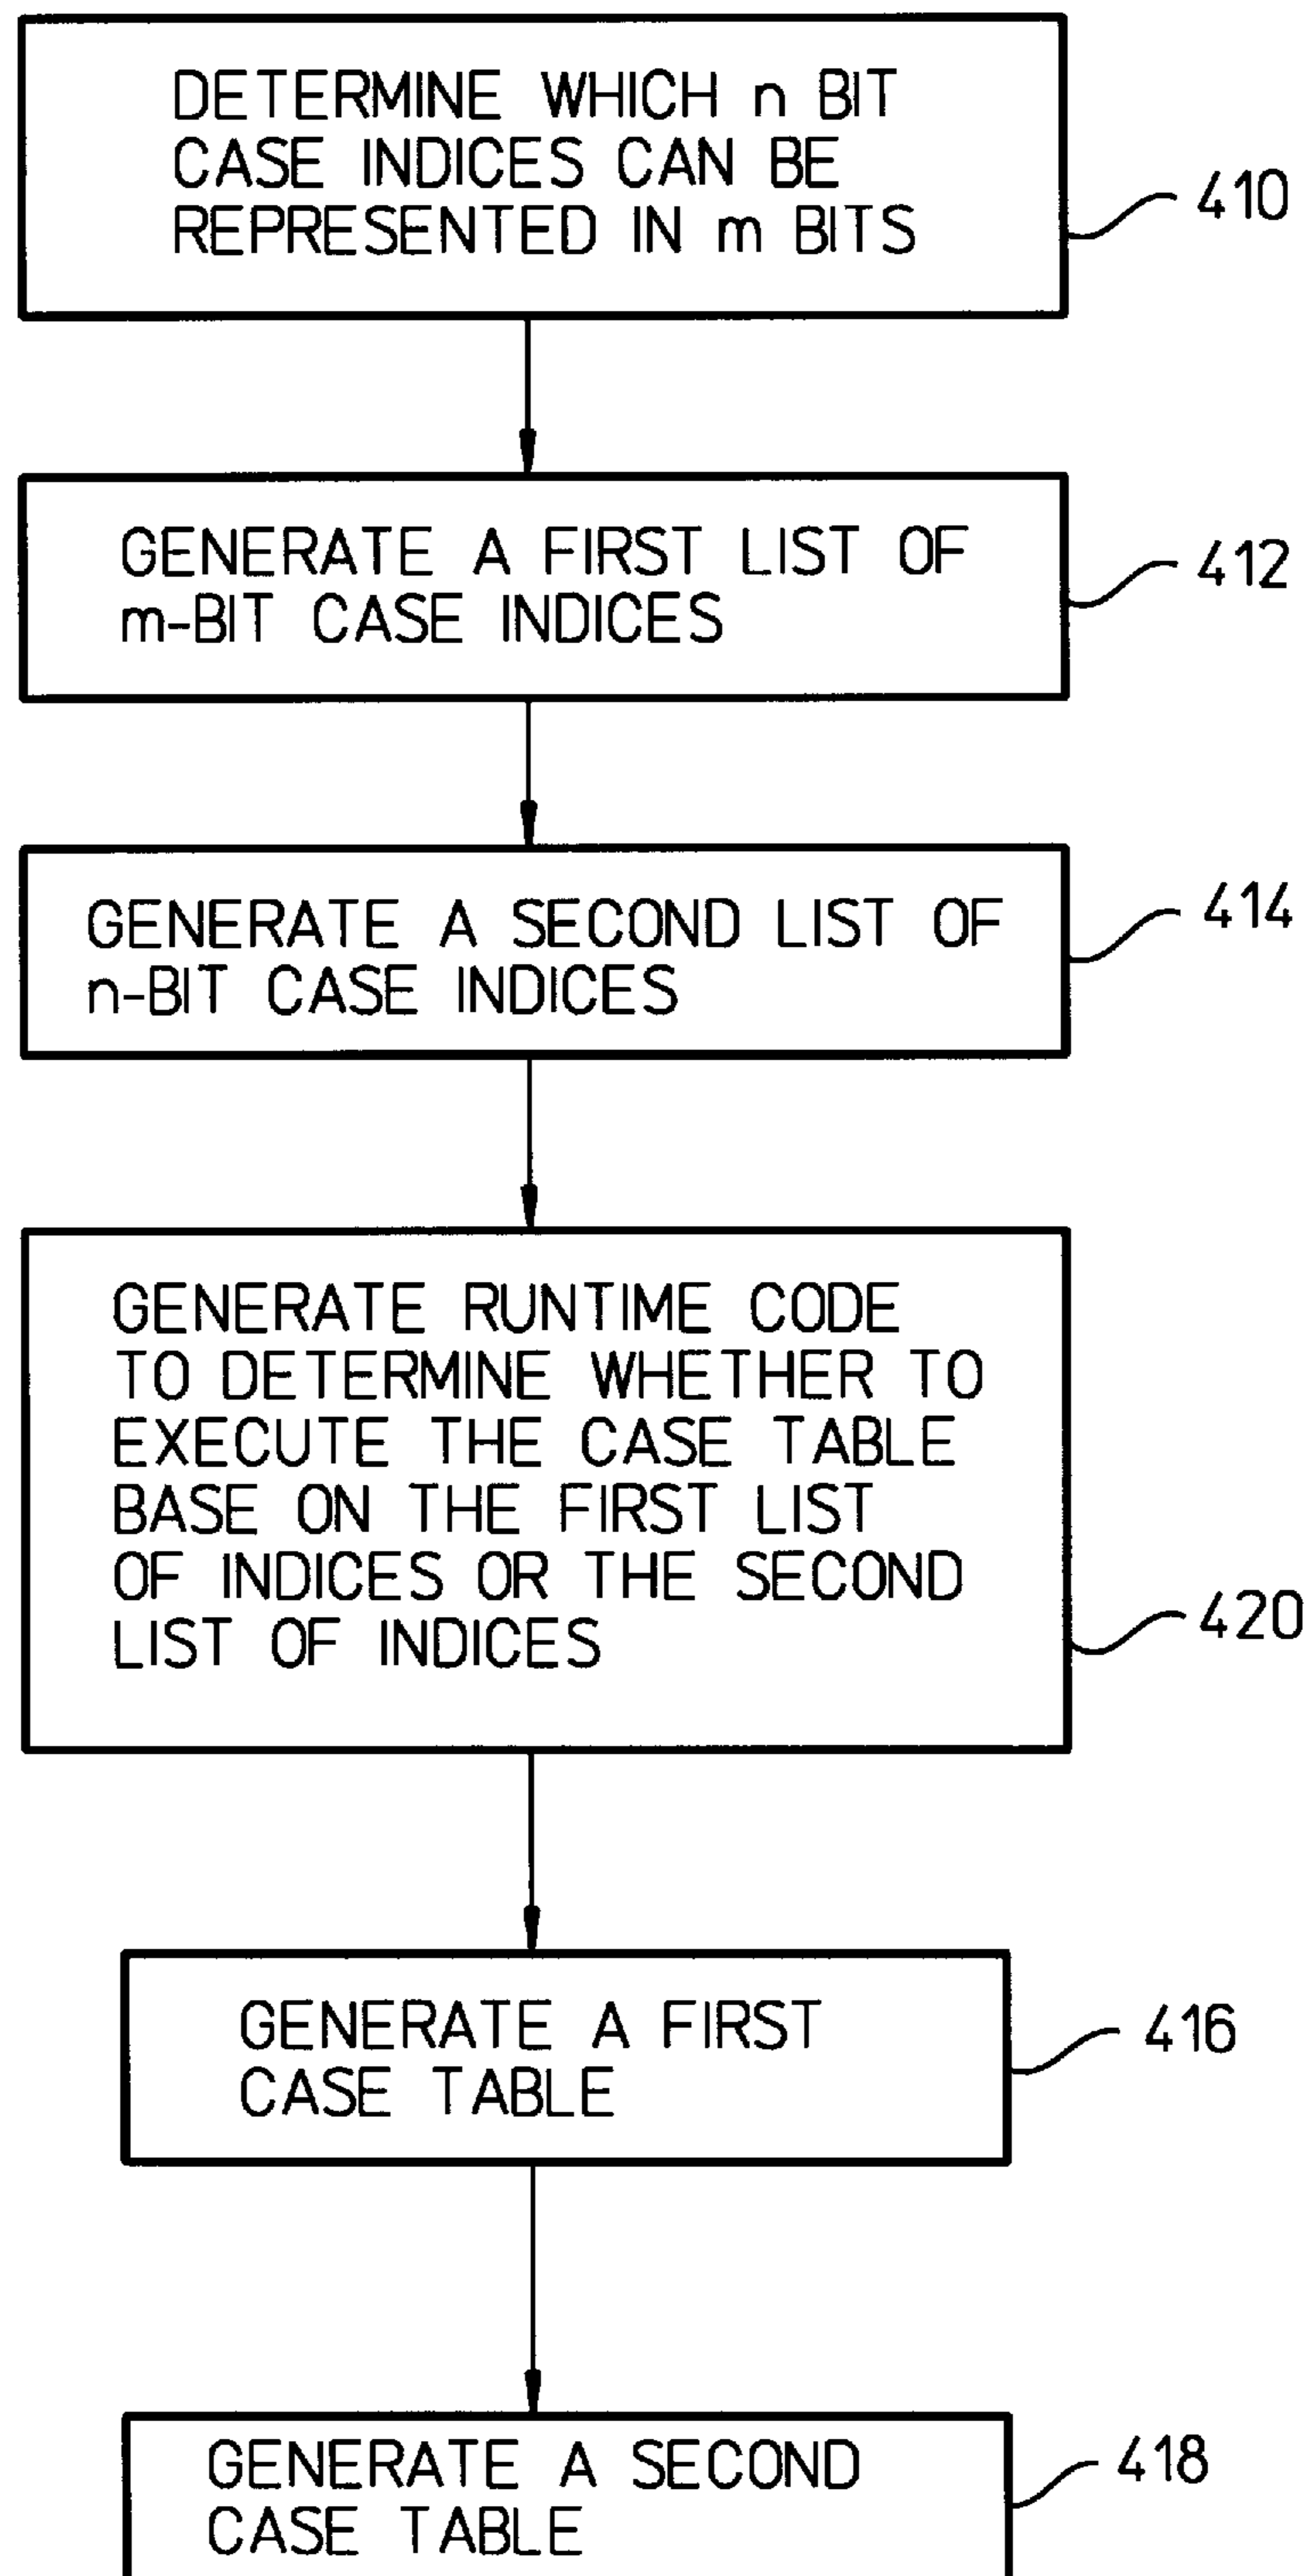 DETERMINE WHICH n BIT
CASE INDICES CAN BE
REPRESENTED IN m BITS
410
GENERATE A FIRST LIST OF
m-BIT CASE INDICES
412
GENERATE A SECOND LIST OF
n-BIT CASE INDICES
414
GENERATE RUNTIME CODE
TO DETERMINE WHETHER TO
EXECUTE THE CASE TABLE
BASE ON THE FIRST LIST
OF INDICES OR THE SECOND
LIST OF INDICES
420
GENERATE A FIRST
CASE TABLE
416
GENERATE A SECOND
CASE TABLE
418